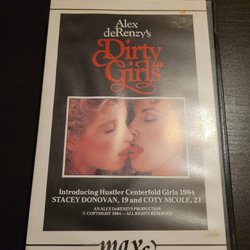 Alex
deRenzy's
Dirty
Girls
Introducing Hustler Centerfold Girls 1984
STACEY DONOVAN, 19 and COTY NICOLE, 21
AN ALEX DeRENZY PRODUCTION
© COPYRIGHT 1984 — ALL RIGHTS RESERVED